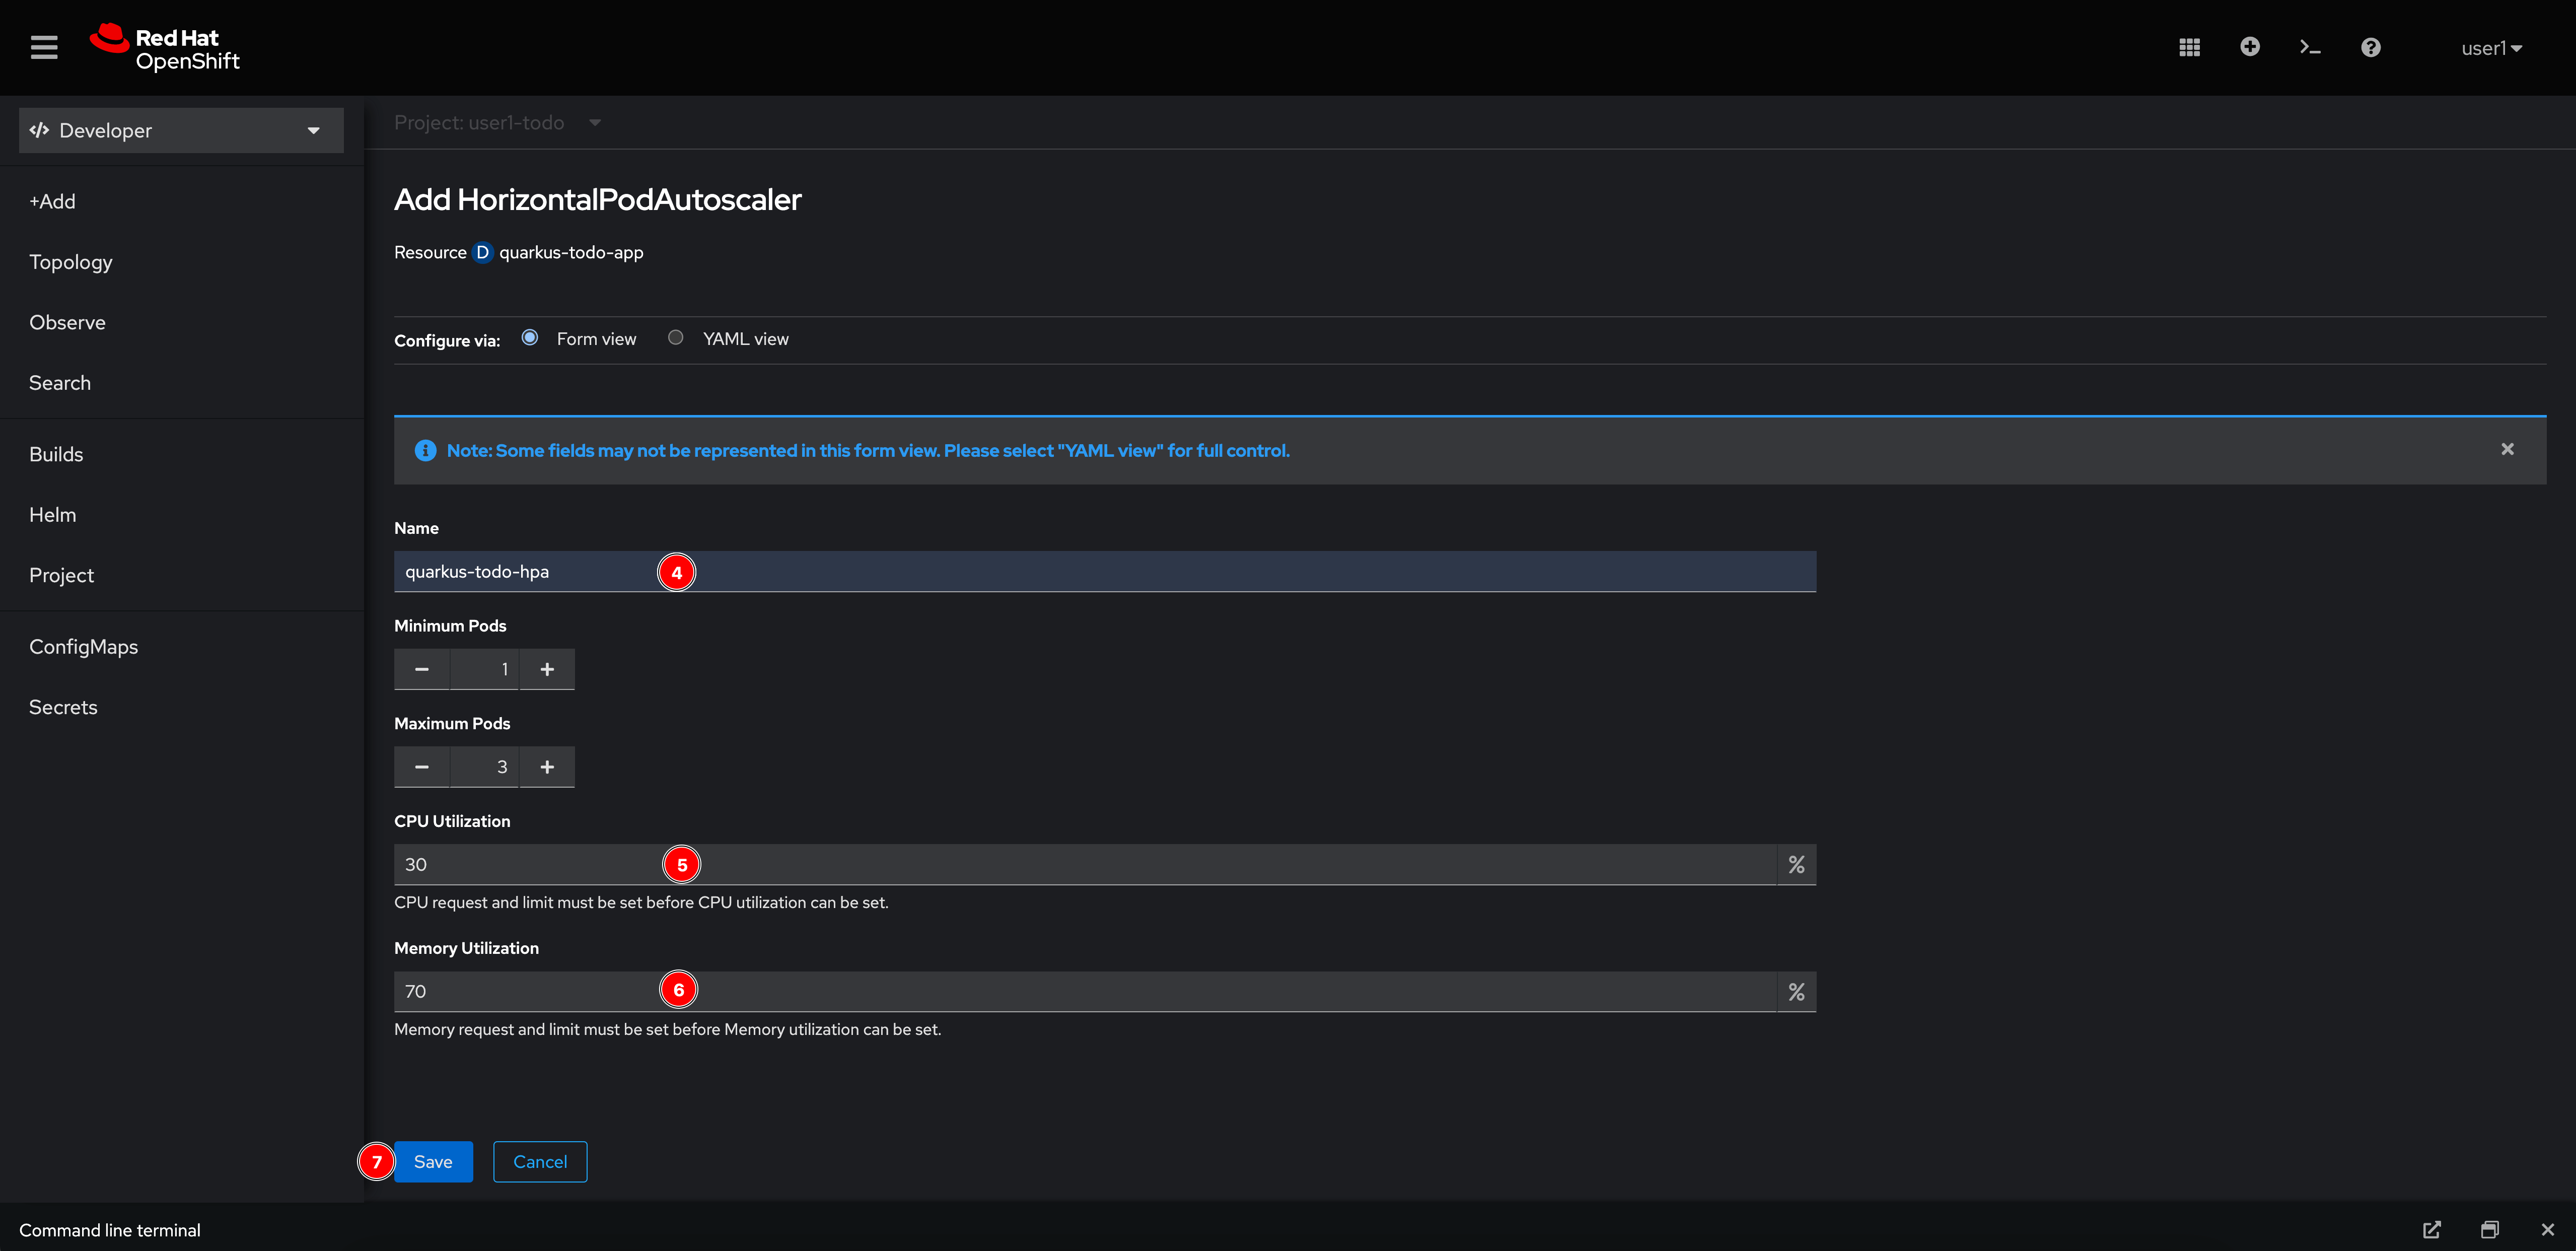 Red Hat
OpenShift
user1
Developer
+Add
Topology
Observe
Search
Builds
Helm
Project
ConfigMaps
Secrets
Project: user1-todo
Add HorizontalPodAutoscaler
Resource D quarkus-todo-app
Configure via: Form view YAML view
Note: Some fields may not be represented in this form view. Please select "YAML view" for full control.
Name
quarkus-todo-hpa 4
Minimum Pods
1
Maximum Pods
3
CPU Utilization
30 5 %
CPU request and limit must be set before CPU utilization can be set.
Memory Utilization
70 6 %
Memory request and limit must be set before Memory utilization can be set.
7 Save Cancel
Command line terminal